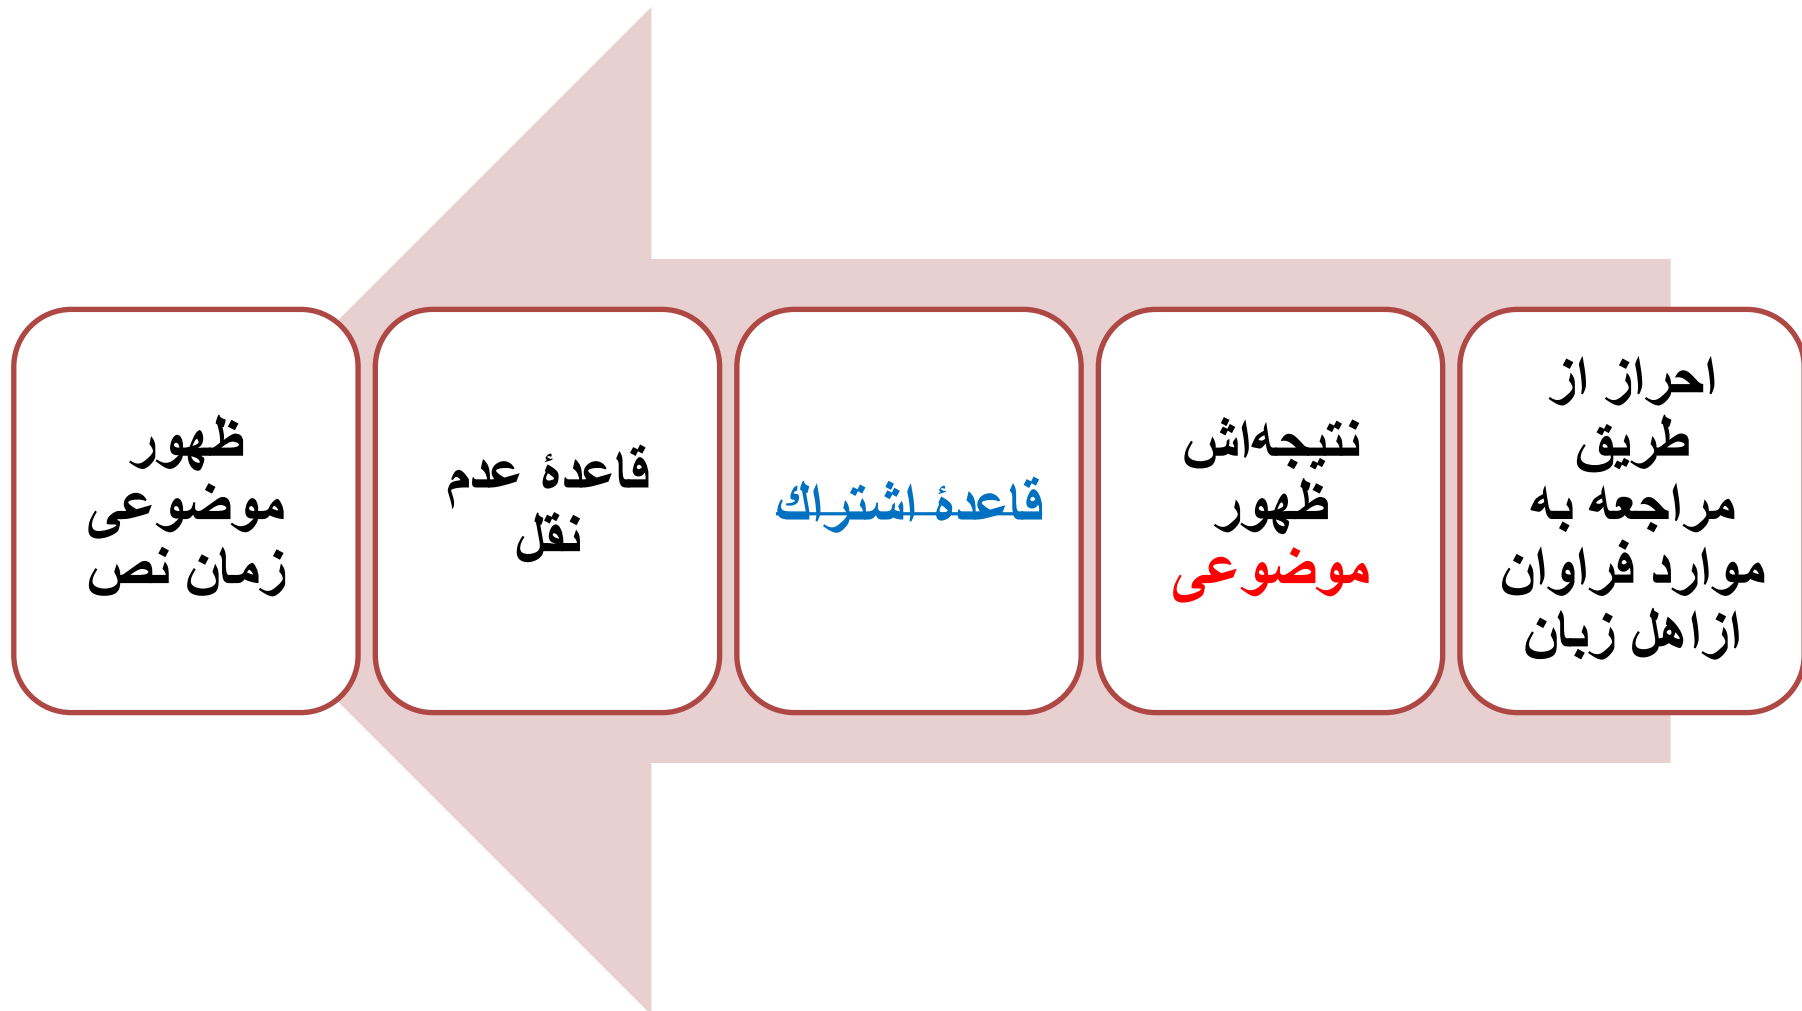 احراز از
طریق
مراجعه به
موارد فراوان
ازاهل زبان
نتیجه‌اش
ظهور
موضوعی
قاعدۀ اشتراك
قاعدۀ عدم
نقل
ظهور
موضوعی
زمان نص